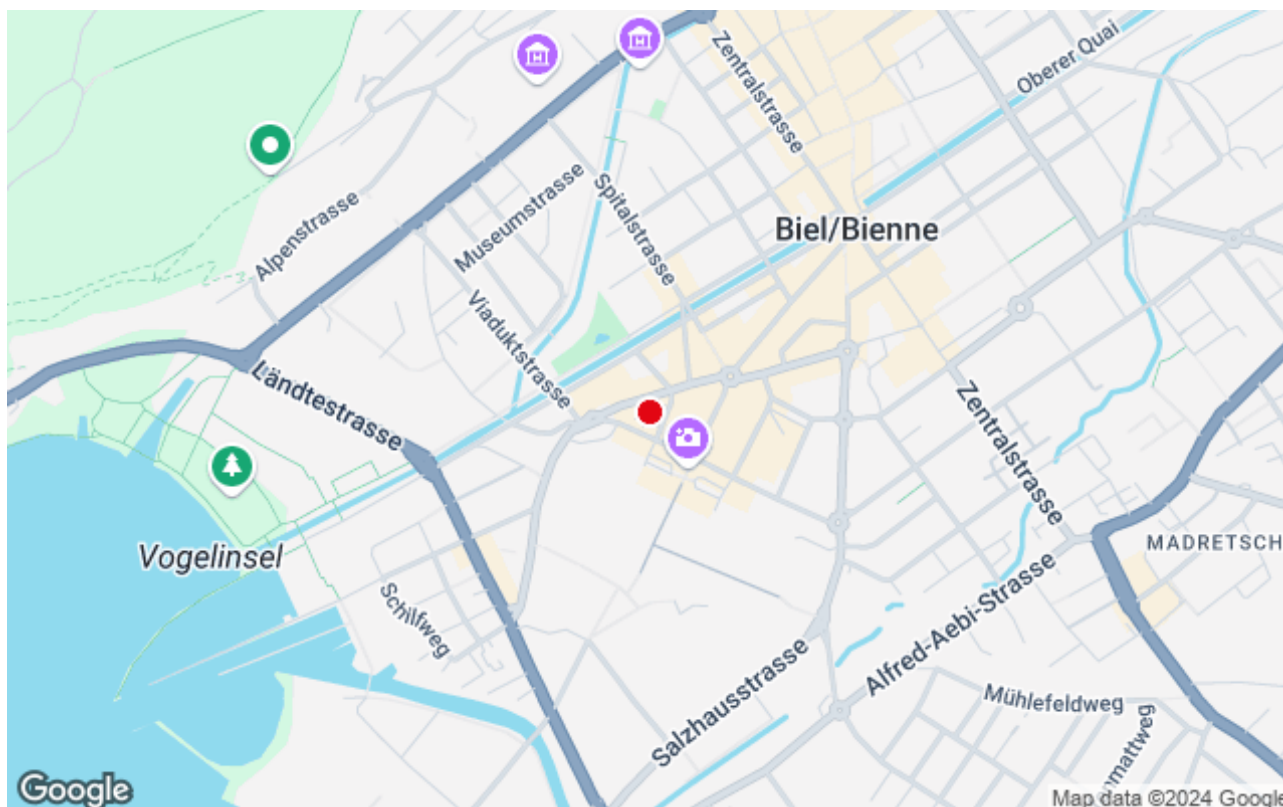 Zentralstrasse
Oberer Quai
Museumstrasse
Spitalstrasse
Alpenstrasse
Biel/Bienne
Viaduktstrasse
Ländtestrasse
Zentralstrasse
Vogelinsel
MADRETSCH
Schilfweg
Alfred-Aebi-Strasse
Salzhausstrasse
Mühlefeldweg
Google
Map data ©2024 Google